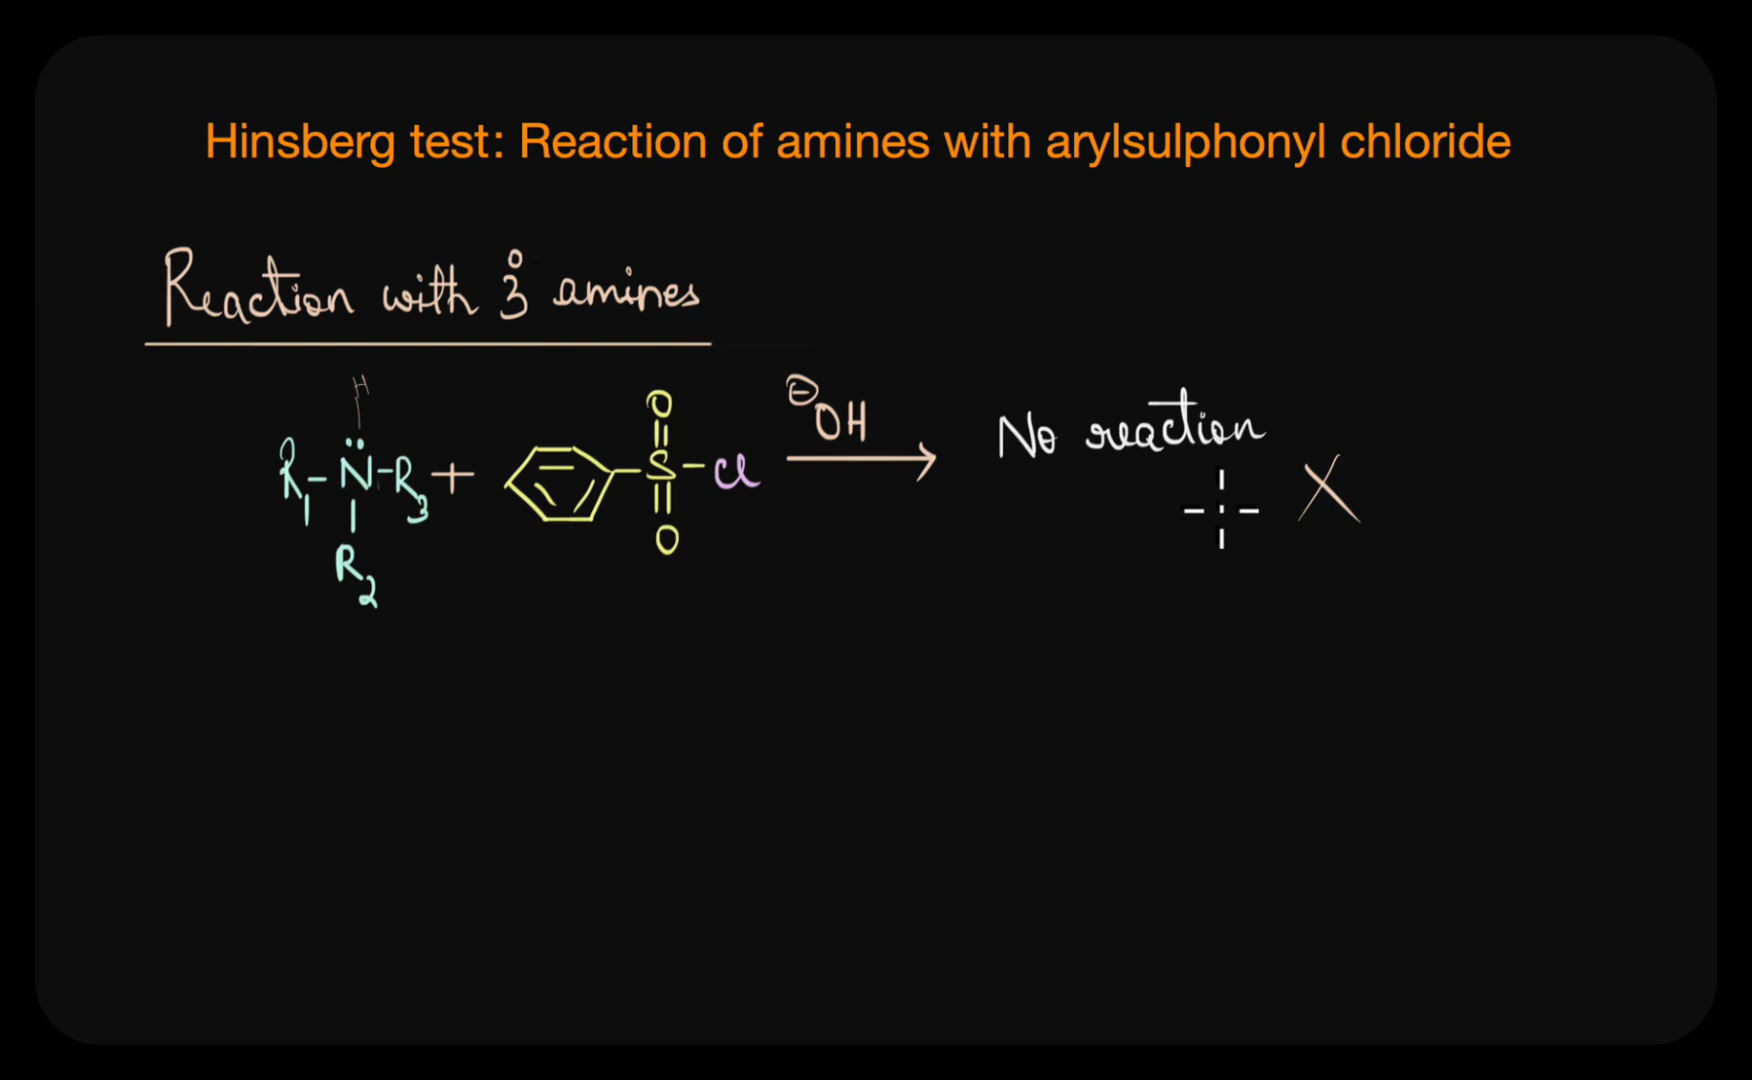 Hinsberg test: Reaction of amines with arylsulphonyl chloride
Reaction with 3° amines
H
R₁-N̈-R₃ + S-Cl ⊖OH → No reaction X
O
O
R₂